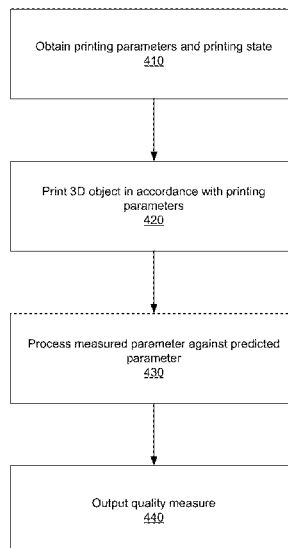 Obtain printing parameters and printing state
410
Print 3D object in accordance with printing
parameters
420
Process measured parameter against predicted
parameter
430
Output quality measure
440